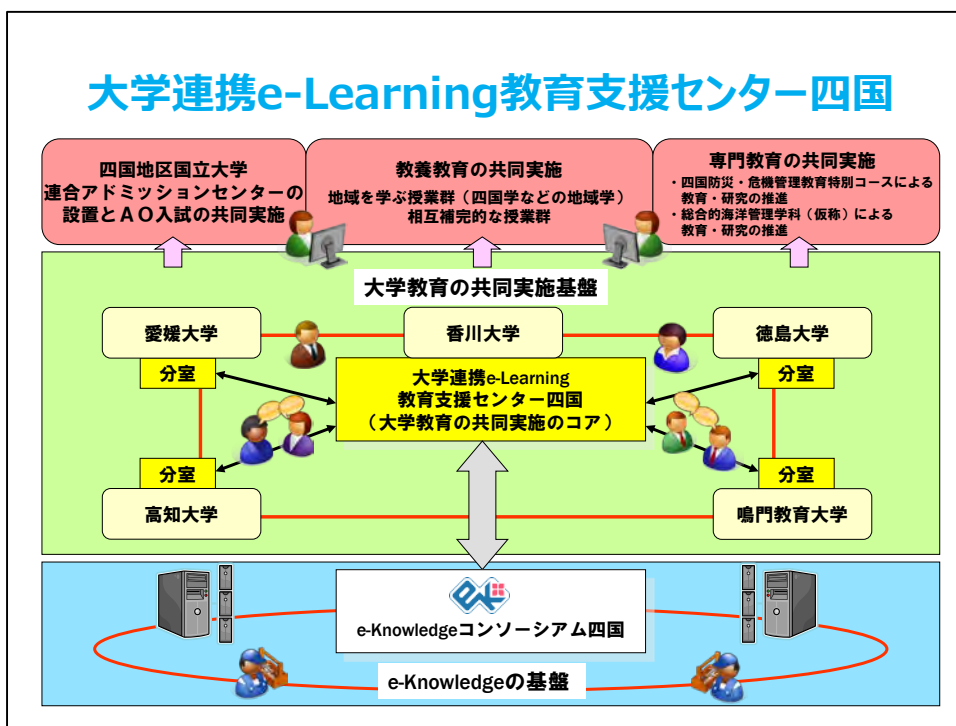 大学連携e-Learning教育支援センター四国
四国地区国立大学
連合アドミッションセンターの
設置とＡＯ入試の共同実施
教養教育の共同実施
地域を学ぶ授業群（四国学などの地域学）
相互補完的な授業群
専門教育の共同実施
・四国防災・危機管理教育特別コースによる
教育・研究の推進
・総合的海洋管理学科（仮称）による
教育・研究の推進
大学教育の共同実施基盤
愛媛大学
香川大学
徳島大学
分室
大学連携e-Learning
教育支援センター四国
（大学教育の共同実施のコア）
分室
分室
分室
高知大学
鳴門教育大学
e-Knowledgeコンソーシアム四国
e-Knowledgeの基盤